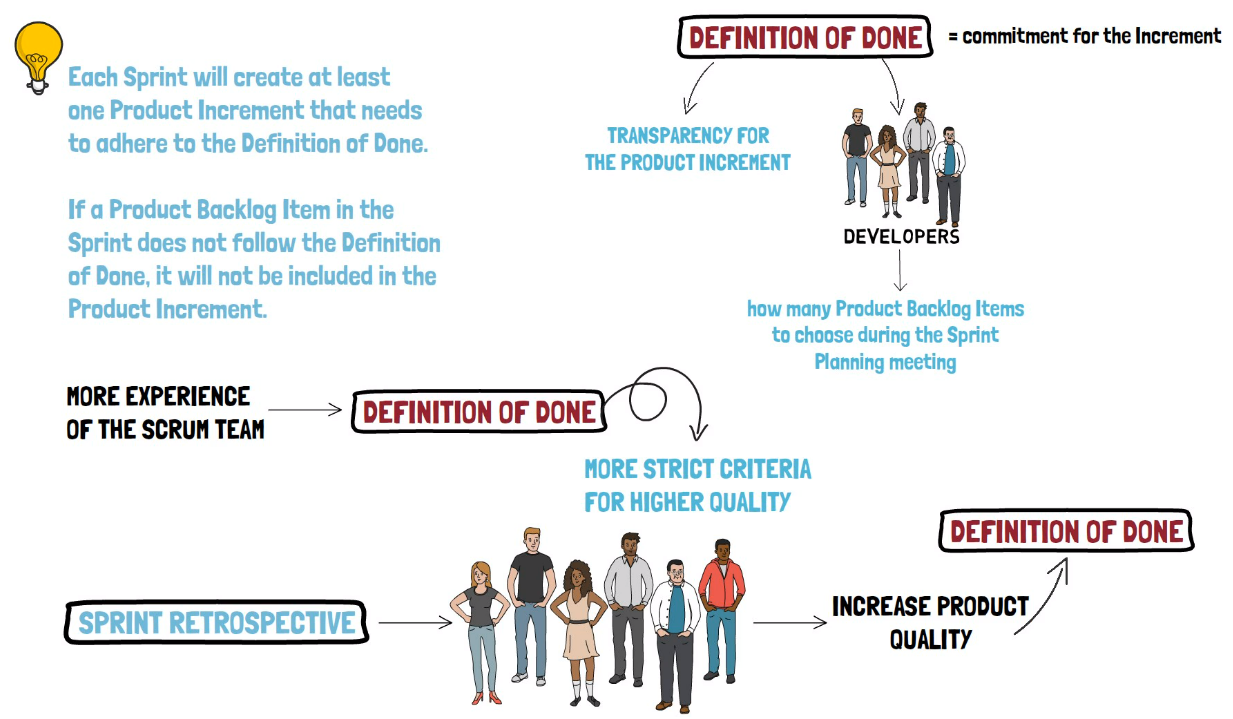 Each Sprint will create at least
one Product Increment that needs
to adhere to the Definition of Done.
If a Product Backlog Item in the
Sprint does not follow the Definition
of Done, it will not be included in the
Product Increment.
DEFINITION OF DONE = commitment for the Increment
TRANSPARENCY FOR
THE PRODUCT INCREMENT
DEVELOPERS
how many Product Backlog Items
to choose during the Sprint
Planning meeting
MORE EXPERIENCE
OF THE SCRUM TEAM
DEFINITION OF DONE
MORE STRICT CRITERIA
FOR HIGHER QUALITY
SPRINT RETROSPECTIVE
INCREASE PRODUCT
QUALITY
DEFINITION OF DONE